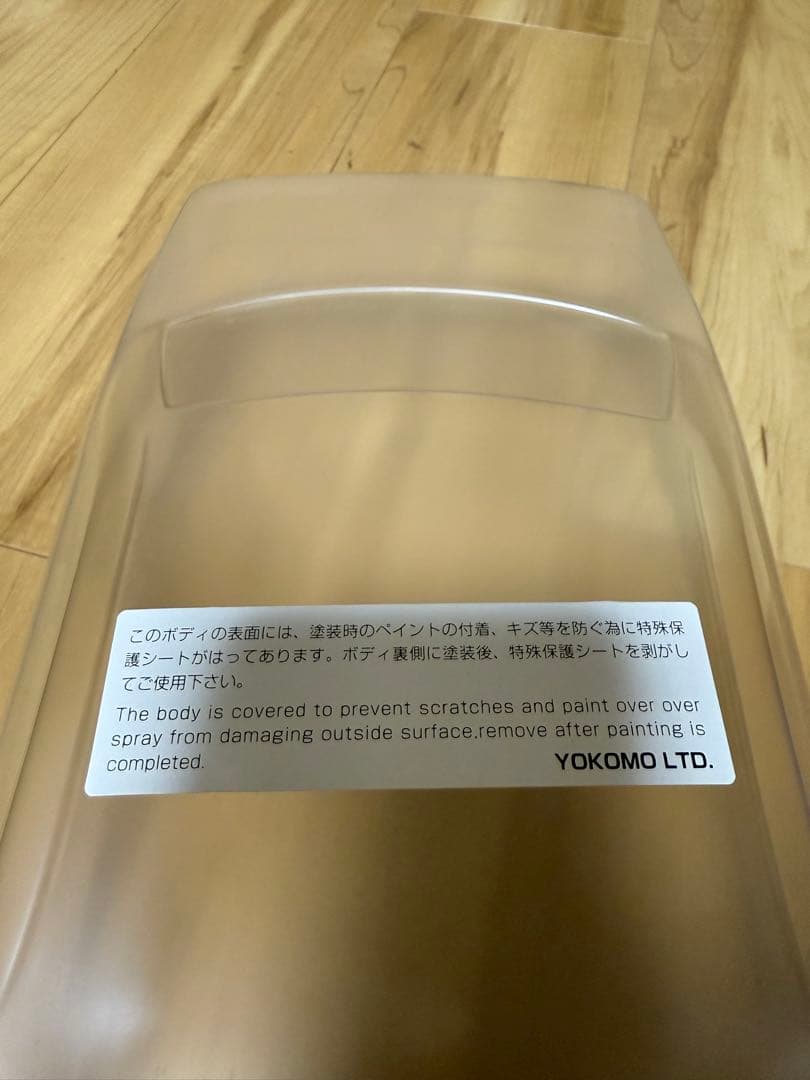 このボディの表面には、塗装時のペイントの付着、キズ等を防ぐ為に特殊保
護シートがはってあります。ボディ裏側に塗装後、特殊保護シートを剥がし
てご使用下さい。
The body is covered to prevent scratches and paint over over
spray from damaging outside surface.remove after painting is
completed. YOKOMO LTD.